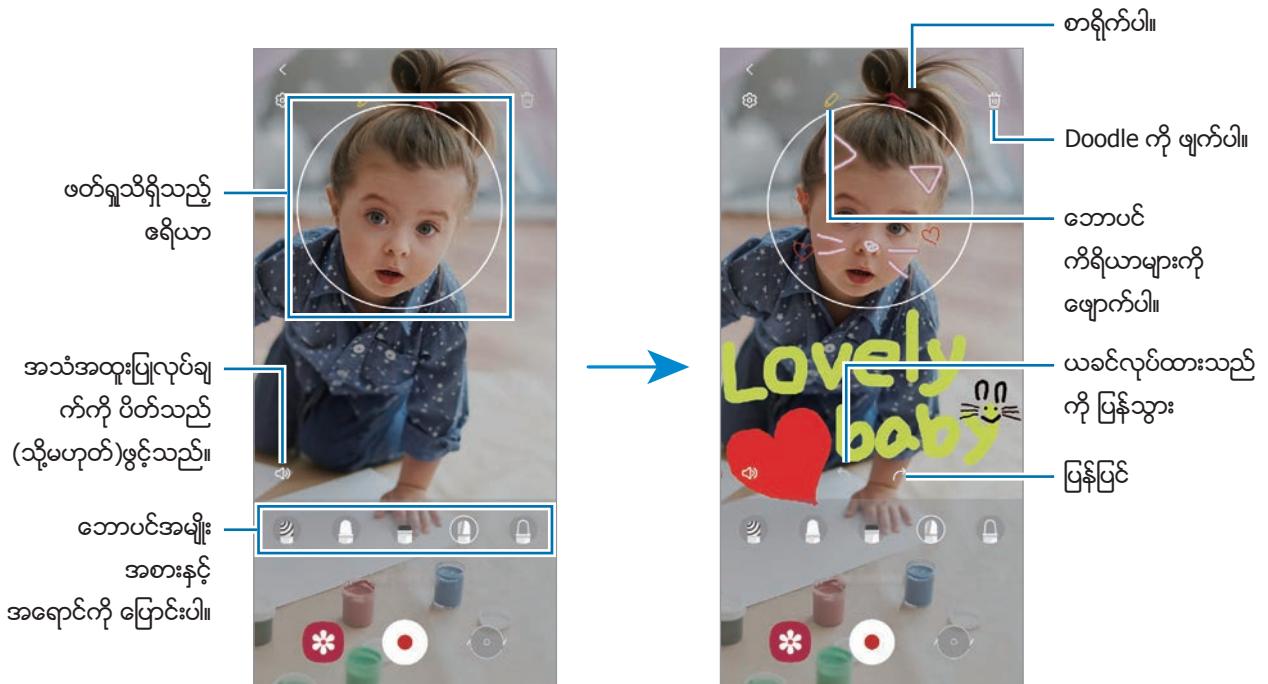 ဖတ်ရှုသိရှိသည့်
ဧရိယာ
အသံအထူးပြုလုပ်ချ
က်ကို ပိတ်သည်
(သို့မဟုတ်)ဖွင့်သည်။
ဘောပင်အမျိုး
အစားနှင့်
အရောင်ကို ပြောင်းပါ။
စာရိုက်ပါ။
Doodle ကို ဖျက်ပါ။
ဘောပင်
ကိရိယာများကို
ဖျောက်ပါ။
ယခင်လုပ်ထားသည်
ကို ပြန်သွား
ပြန်ပြင်
Lovely
baby